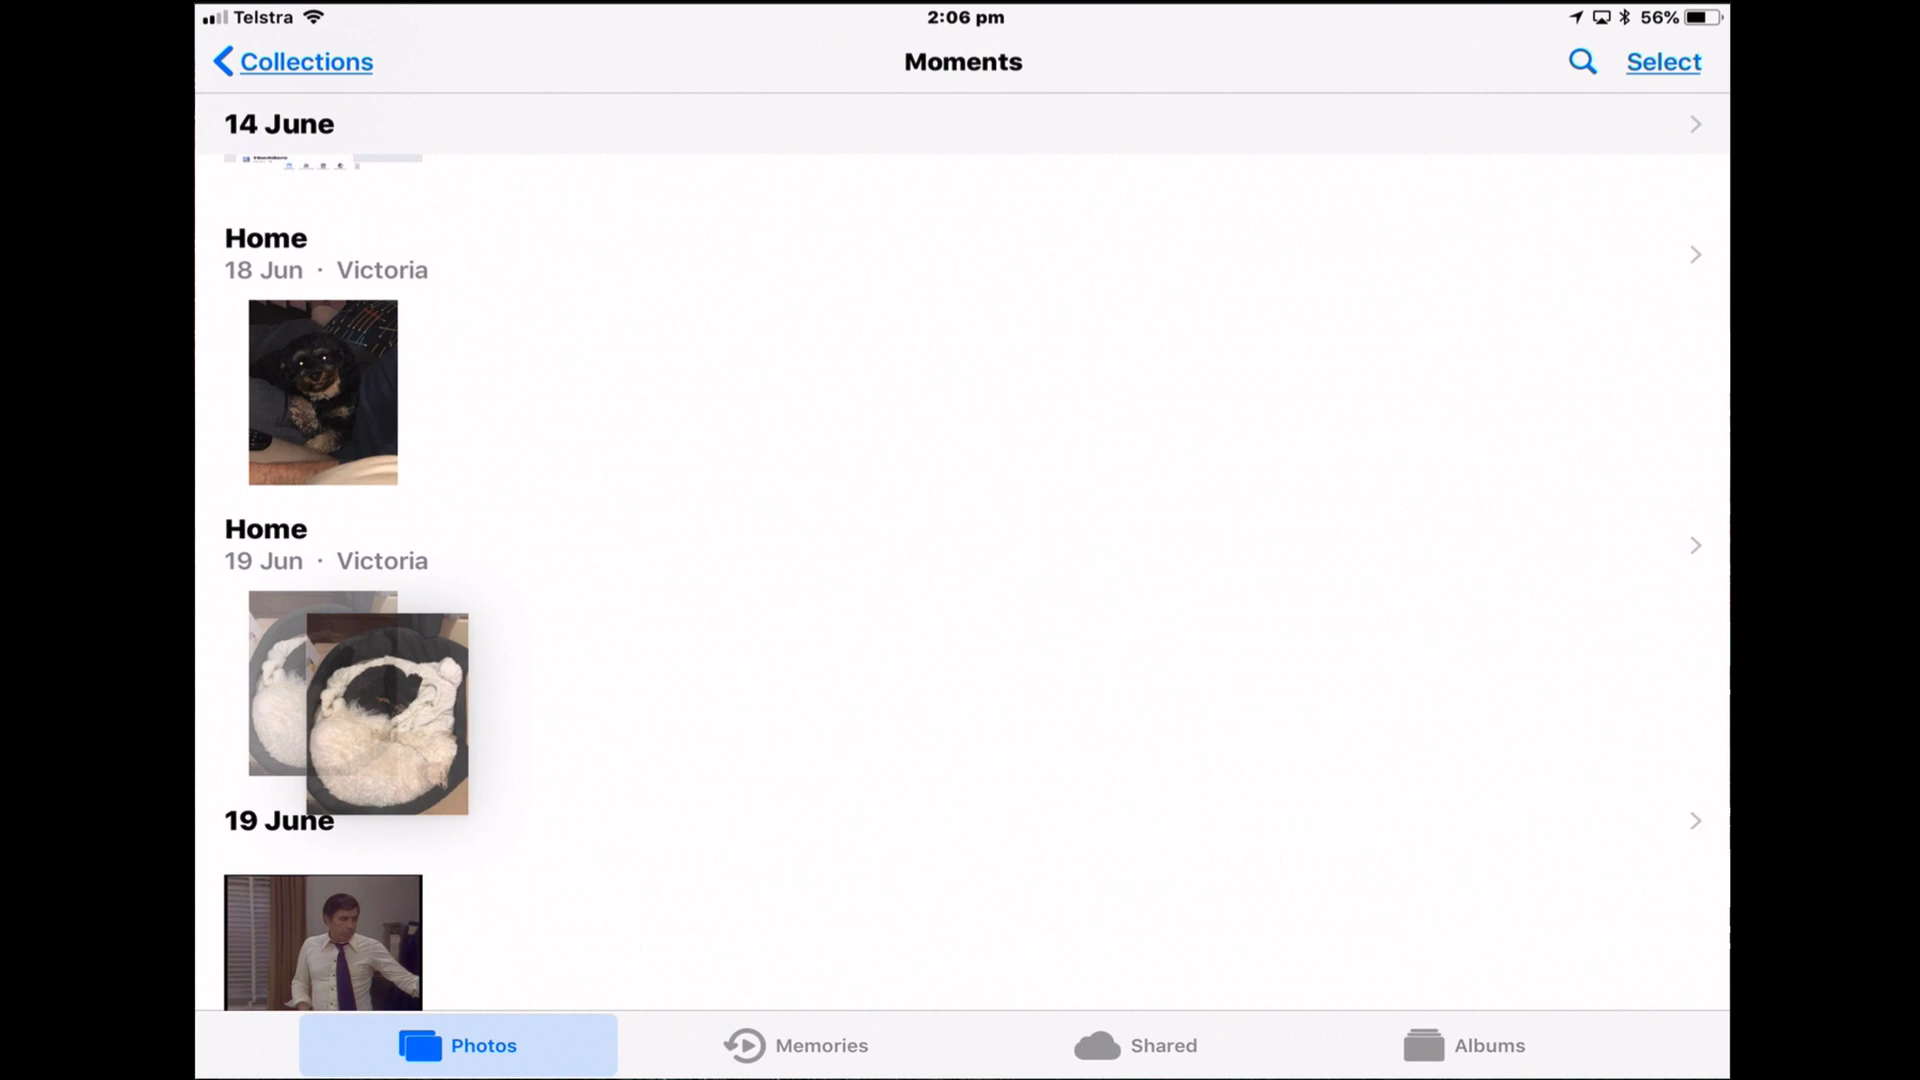 Telstra
2:06 pm
56%
Collections
Moments
Select
14 June
Home
18 Jun · Victoria
Home
19 Jun · Victoria
19 June
Photos
Memories
Shared
Albums